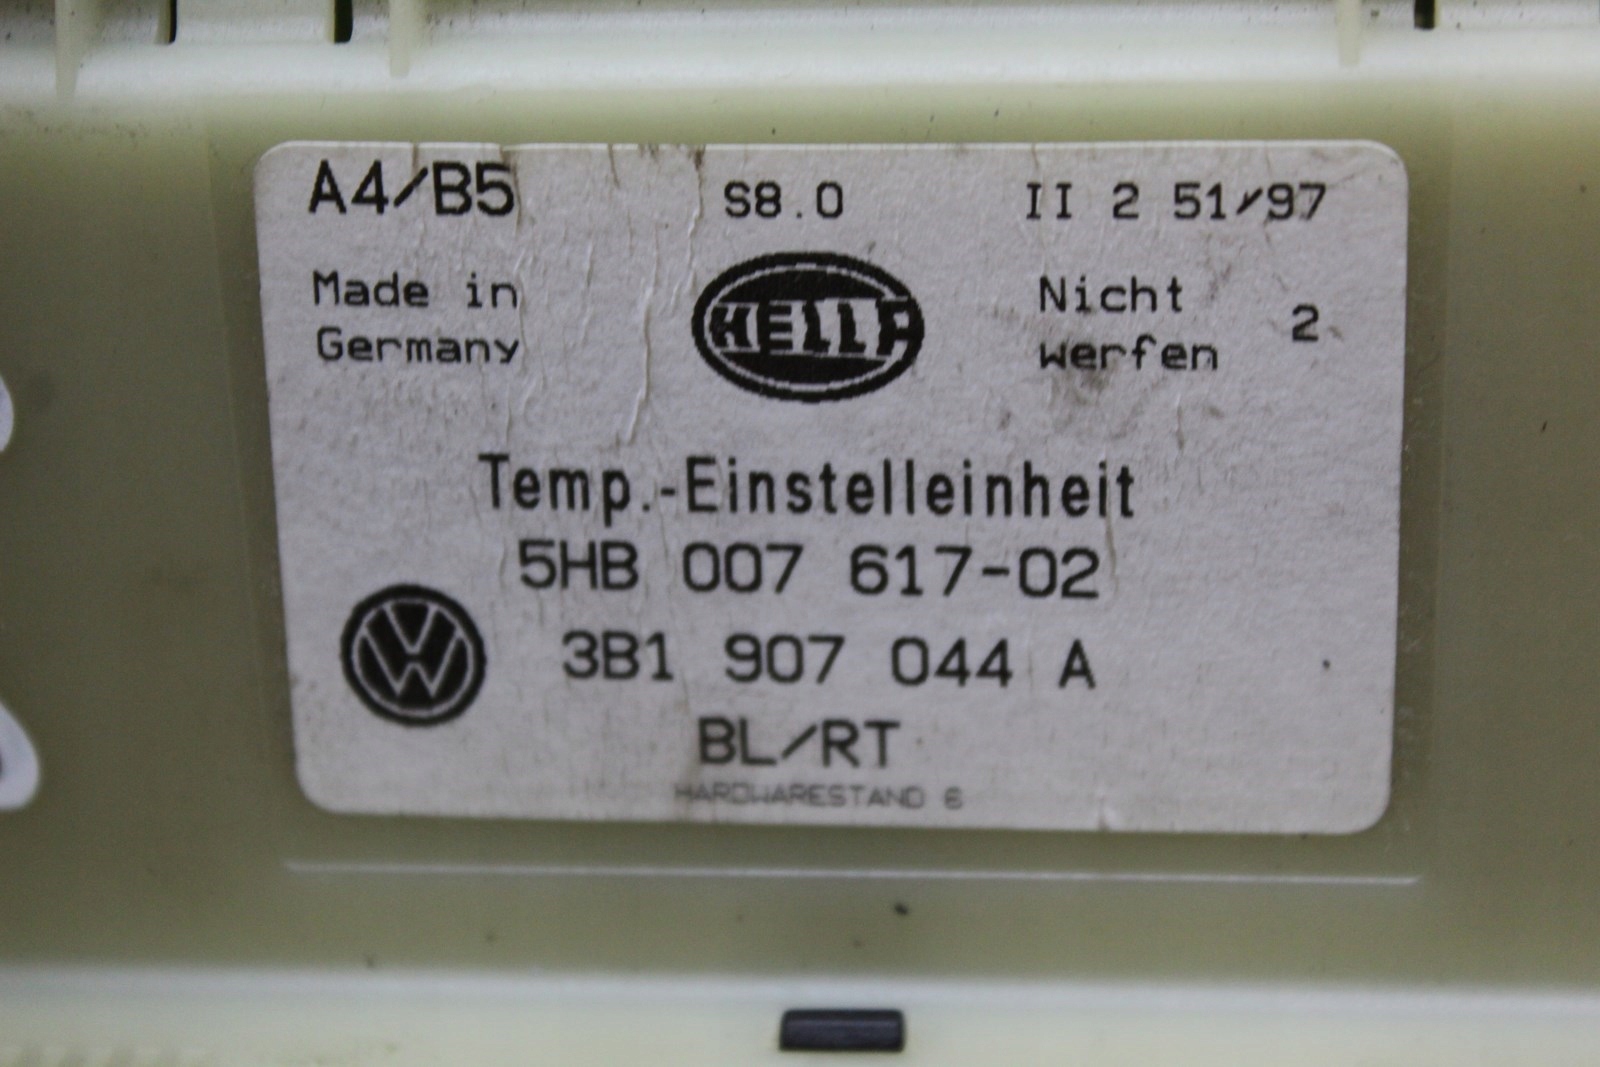 A4/B5 S8.0 II 2 51/97
Made in
Germany
HELLA
Nicht
werfen
2
Temp.-Einstelleinheit
5HB 007 617-02
3B1 907 044 A
VW
BL/RT
HARDWARESTAND 6